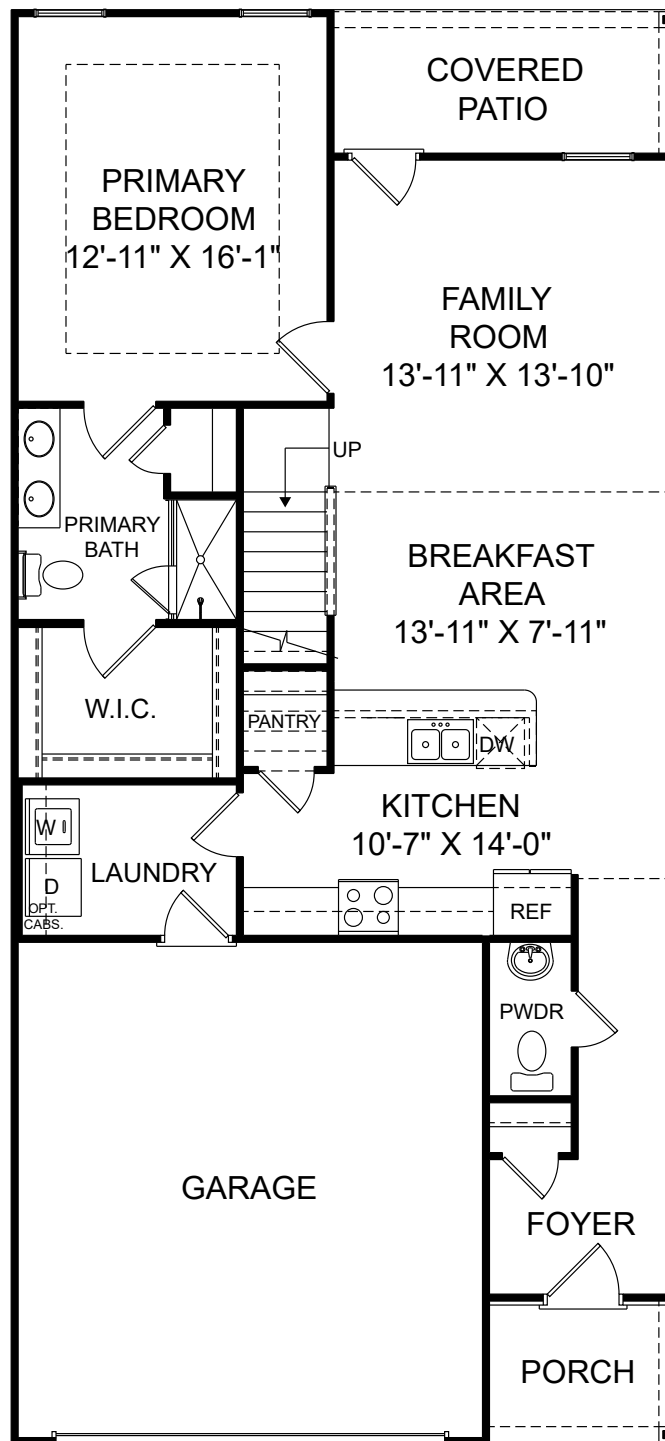 COVERED
PATIO
PRIMARY
BEDROOM
12'-11" X 16'-1"
FAMILY
ROOM
13'-11" X 13'-10"
UP
PRIMARY
BATH
BREAKFAST
AREA
13'-11" X 7'-11"
W.I.C.
PANTRY
DW
KITCHEN
10'-7" X 14'-0"
W
LAUNDRY
D
OPT.
CABS.
REF
PWDR
GARAGE
FOYER
PORCH